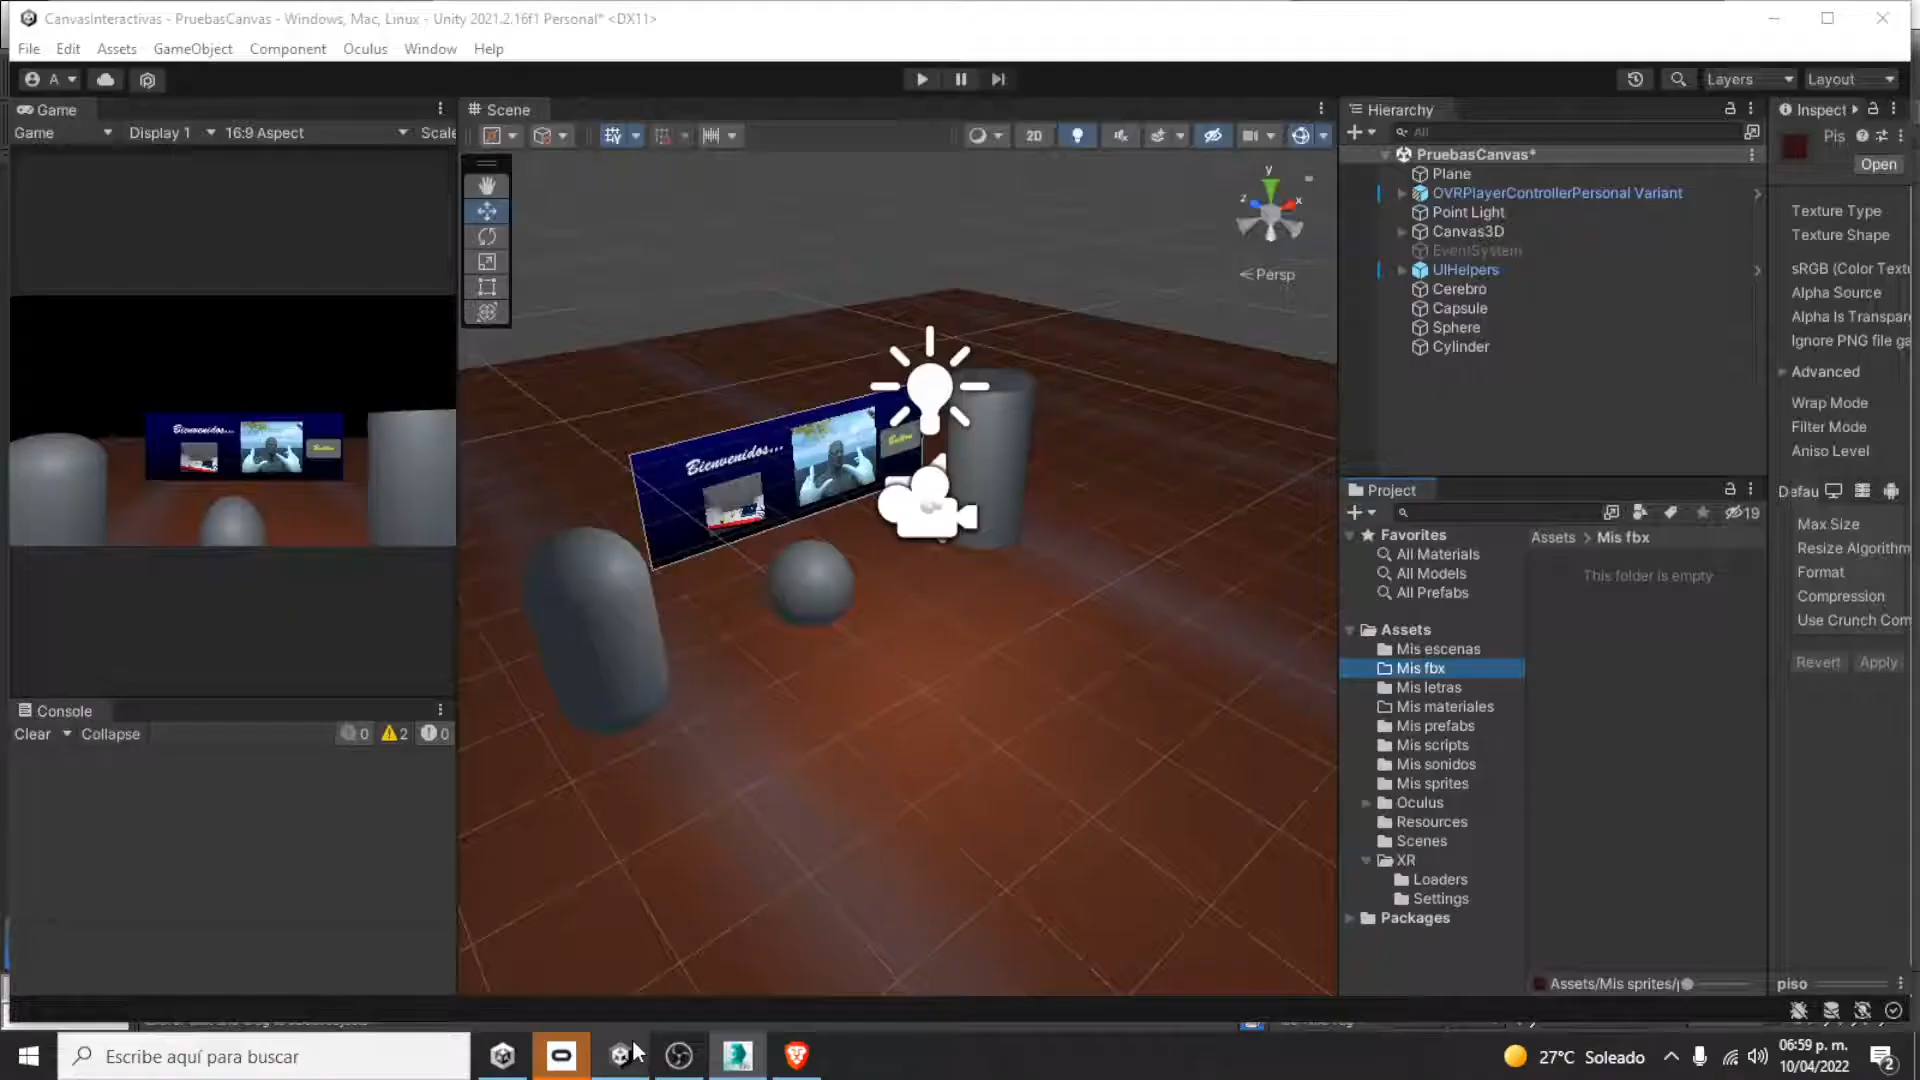 CanvasInteractivas - PruebasCanvas - Windows, Mac, Linux - Unity 2021.2.16f1 Personal* <DX11>
File Edit Assets GameObject Component Oculus Window Help
A
Layers
Layout
Game
Game
Display 1
16:9 Aspect
Scale
Bienvenidos...
Button
Console
Clear
Collapse
0
2
0
Scene
2D
y
z
x
Persp
Bienvenidos...
Button
Hierarchy
All
PruebasCanvas*
Plane
OVRPlayerControllerPersonal Variant
Point Light
Canvas3D
EventSystem
UIHelpers
Cerebro
Capsule
Sphere
Cylinder
Project
19
Favorites
All Materials
All Models
All Prefabs
Assets
Mis escenas
Mis fbx
Mis letras
Mis materiales
Mis prefabs
Mis scripts
Mis sonidos
Mis sprites
Oculus
Resources
Scenes
XR
Loaders
Settings
Packages
Assets > Mis fbx
This folder is empty
Assets/Mis sprites/p
Inspect
Pis
Open
Texture Type
Texture Shape
sRGB (Color Textu
Alpha Source
Alpha Is Transpar
Ignore PNG file ga
Advanced
Wrap Mode
Filter Mode
Aniso Level
Defau
Max Size
Resize Algorithm
Format
Compression
Use Crunch Com
Revert
Apply
piso
Escribe aquí para buscar
27°C Soleado
06:59 p. m.
10/04/2022
2